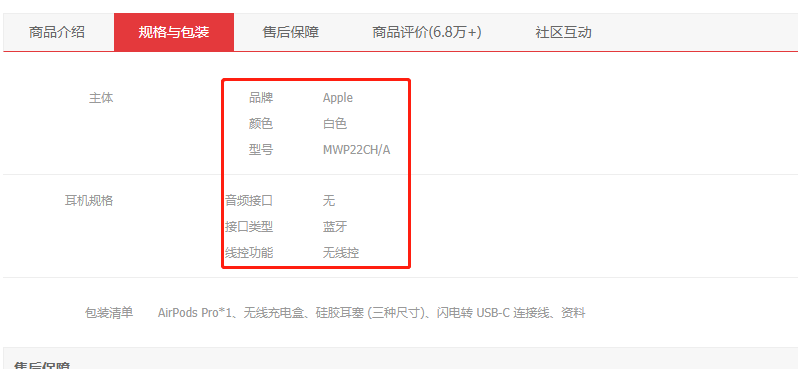 商品介绍 规格与包装 售后保障 商品评价(6.8万+) 社区互动
主体 品牌 Apple
颜色 白色
型号 MWP22CH/A
耳机规格 音频接口 无
接口类型 蓝牙
线控功能 无线控
包装清单 AirPods Pro*1、无线充电盒、硅胶耳塞 (三种尺寸)、闪电转 USB-C 连接线、资料
售后保障